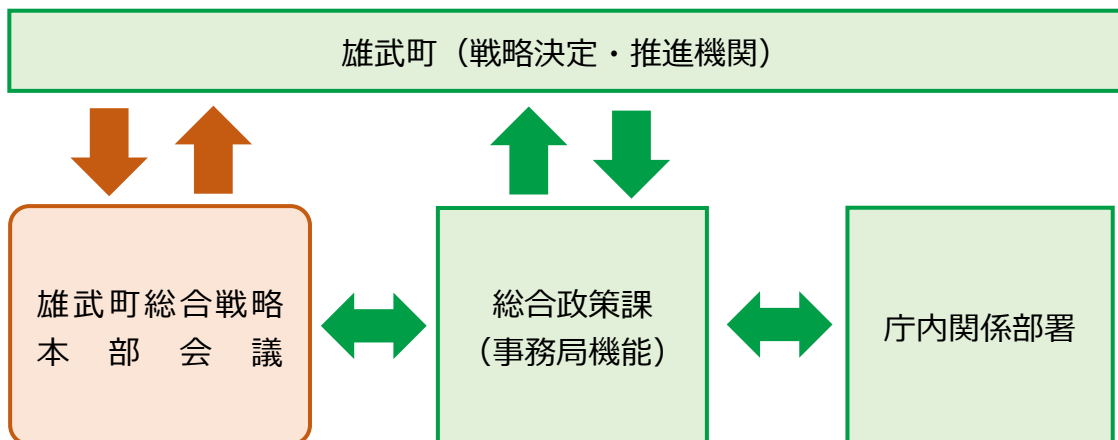 雄武町（戦略決定・推進機関）
雄武町総合戦略
本部会議
総合政策課
（事務局機能）
庁内関係部署